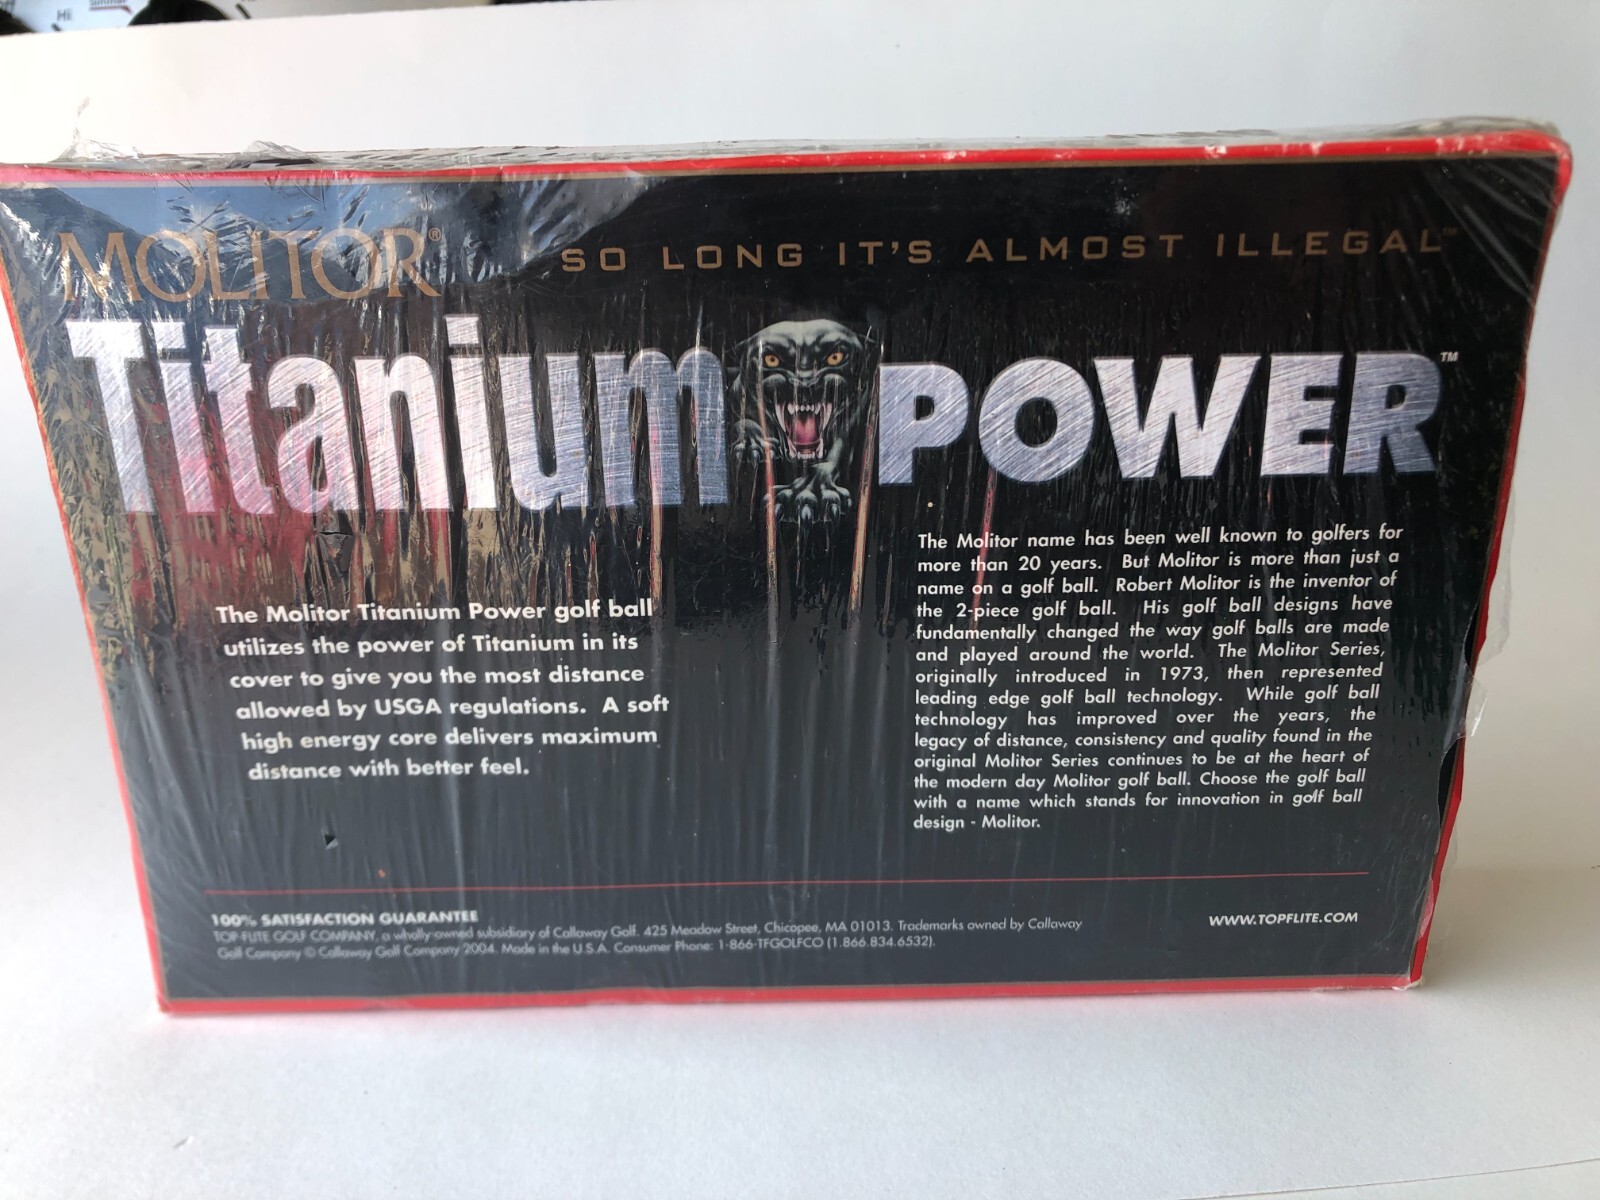 Hi
MOLITOR® SO LONG IT'S ALMOST ILLEGAL™
Titanium POWER™
The Molitor Titanium Power golf ball
utilizes the power of Titanium in its
cover to give you the most distance
allowed by USGA regulations. A soft
high energy core delivers maximum
distance with better feel.
The Molitor name has been well known to golfers for
more than 20 years. But Molitor is more than just a
name on a golf ball. Robert Molitor is the inventor of
the 2-piece golf ball. His golf ball designs have
fundamentally changed the way golf balls are made
and played around the world. The Molitor Series,
originally introduced in 1973, then represented
leading edge golf ball technology. While golf ball
technology has improved over the years, the
legacy of distance, consistency and quality found in the
original Molitor Series continues to be at the heart of
the modern day Molitor golf ball. Choose the golf ball
with a name which stands for innovation in golf ball
design - Molitor.
100% SATISFACTION GUARANTEE
TOP-FLITE GOLF COMPANY, a wholly-owned subsidiary of Callaway Golf. 425 Meadow Street, Chicopee, MA 01013. Trademarks owned by Callaway
Golf Company © Callaway Golf Company 2004. Made in the U.S.A. Consumer Phone: 1-866-TFGOLFCO (1.866.834.6532).
WWW.TOPFLITE.COM